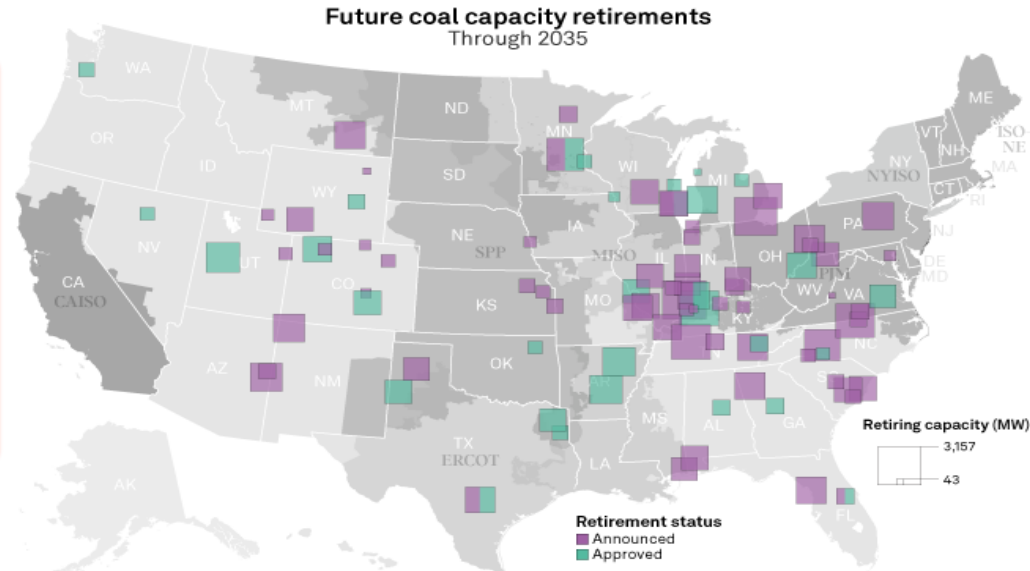 Future coal capacity retirements
Through 2035
WA
MT
ND
ME
OR
MN
VT
ISO-
NE
NH
ID
SD
WI
MI
NY
NYISO
MA
WY
CT
RI
IA
PA
NE
SPP
NJ
NV
UT
MISO
IL
IN
OH
DE
MD
CA
CAISO
CO
MO
WV
PJM
VA
KS
KY
AZ
NM
OK
NC
AR
SC
MS
AL
GA
TX
ERCOT
LA
AK
FL
Retiring capacity (MW)
3,157
43
Retirement status
Announced
Approved